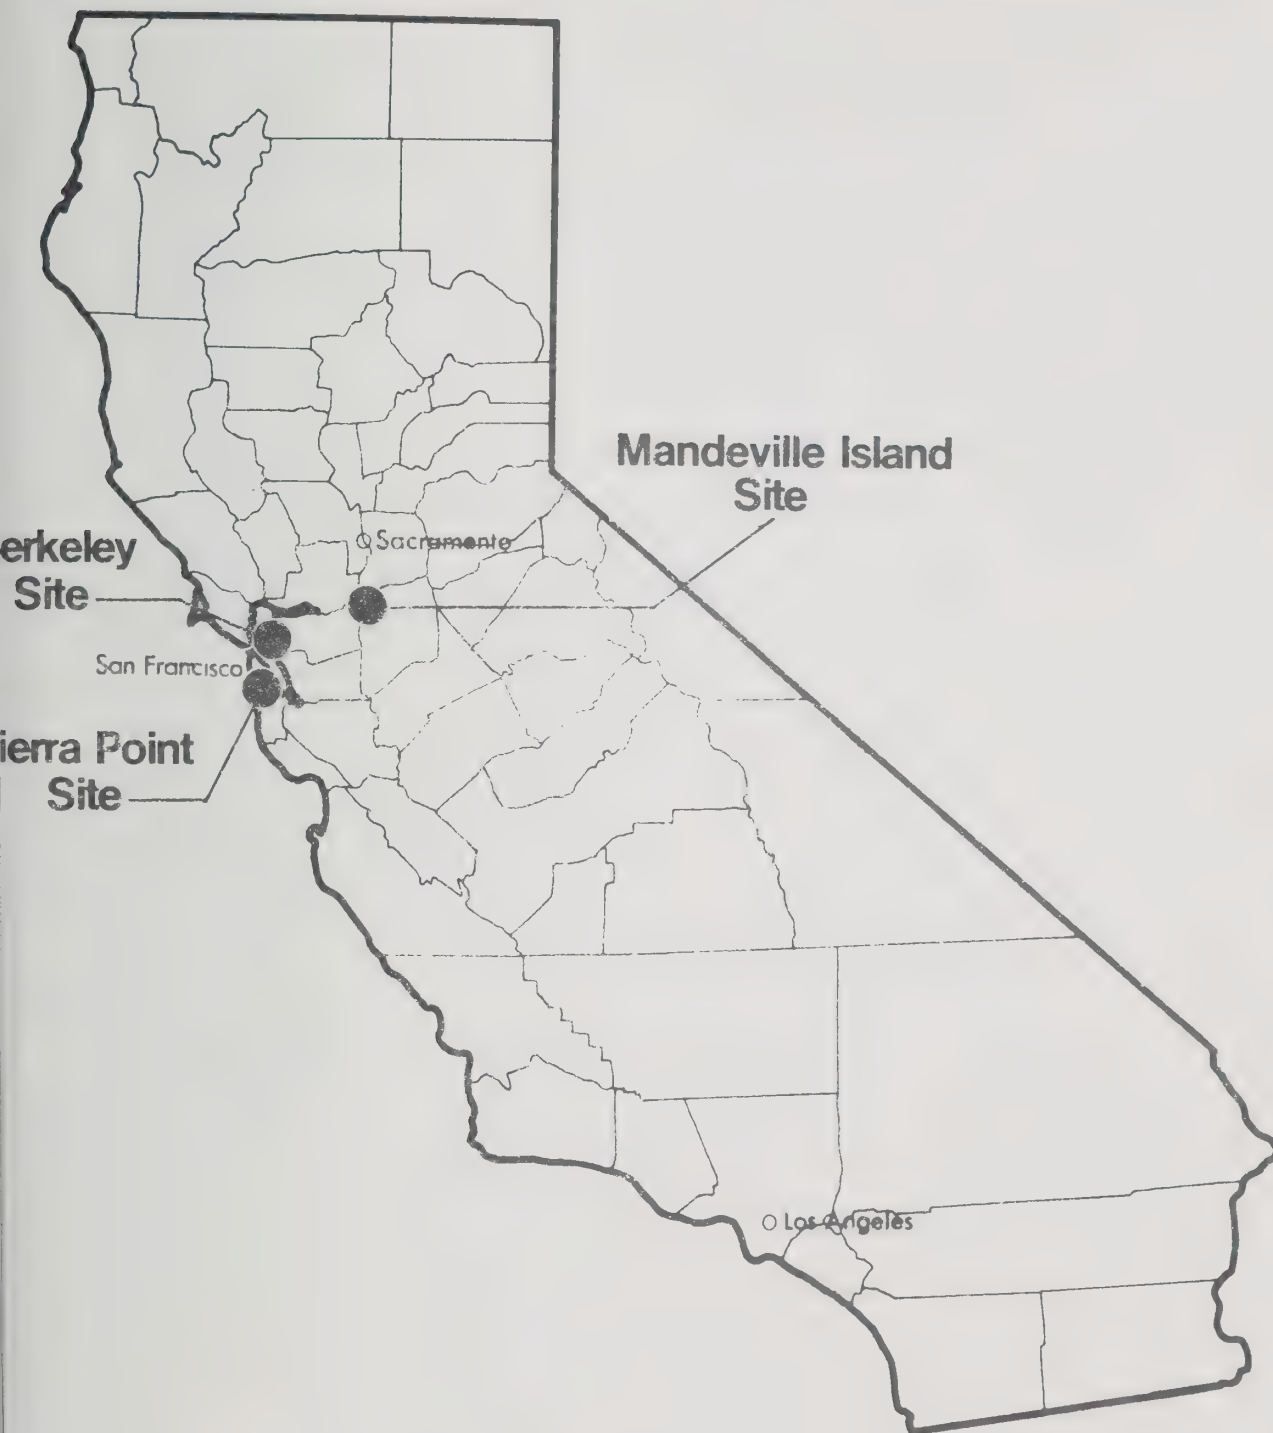 Mandeville Island
Site
erkeley
Site
Sacramento
San Francisco
ierra Point
Site
Los Angeles